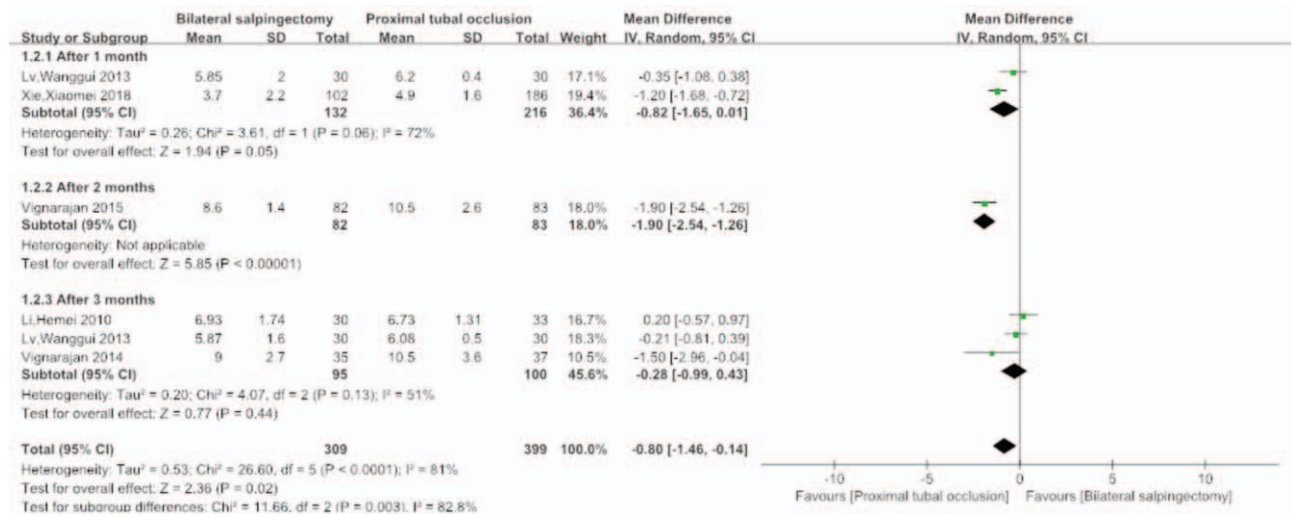 Bilateral salpingectomy Proximal tubal occlusion Mean Difference Mean Difference
Study or Subgroup Mean SD Total Mean SD Total Weight IV, Random, 95% CI IV, Random, 95% CI
1.2.1 After 1 month
Lv,Wanggui 2013 5.85 2 30 6.2 0.4 30 17.1% -0.35 [-1.08, 0.38]
Xie,Xiaomei 2018 3.7 2.2 102 4.9 1.6 186 19.4% -1.20 [-1.68, -0.72]
Subtotal (95% CI) 132 216 36.4% -0.82 [-1.65, 0.01]
Heterogeneity: Tau² = 0.26; Chi² = 3.61, df = 1 (P = 0.06); I² = 72%
Test for overall effect: Z = 1.94 (P = 0.05)
1.2.2 After 2 months
Vignarajan 2015 8.6 1.4 82 10.5 2.6 83 18.0% -1.90 [-2.54, -1.26]
Subtotal (95% CI) 82 83 18.0% -1.90 [-2.54, -1.26]
Heterogeneity: Not applicable
Test for overall effect: Z = 5.85 (P < 0.00001)
1.2.3 After 3 months
Li,Hemei 2010 6.93 1.74 30 6.73 1.31 33 16.7% 0.20 [-0.57, 0.97]
Lv,Wanggui 2013 5.87 1.6 30 6.08 0.5 30 18.3% -0.21 [-0.81, 0.39]
Vignarajan 2014 9 2.7 35 10.5 3.6 37 10.5% -1.50 [-2.96, -0.04]
Subtotal (95% CI) 95 100 45.6% -0.28 [-0.99, 0.43]
Heterogeneity: Tau² = 0.20; Chi² = 4.07, df = 2 (P = 0.13); I² = 51%
Test for overall effect: Z = 0.77 (P = 0.44)
Total (95% CI) 309 399 100.0% -0.80 [-1.46, -0.14]
Heterogeneity: Tau² = 0.53; Chi² = 26.60, df = 5 (P < 0.0001); I² = 81%
Test for overall effect: Z = 2.36 (P = 0.02)
Test for subgroup differences: Chi² = 11.66, df = 2 (P = 0.003), I² = 82.8%
-10 -5 0 5 10
Favours [Proximal tubal occlusion] Favours [Bilateral salpingectomy]